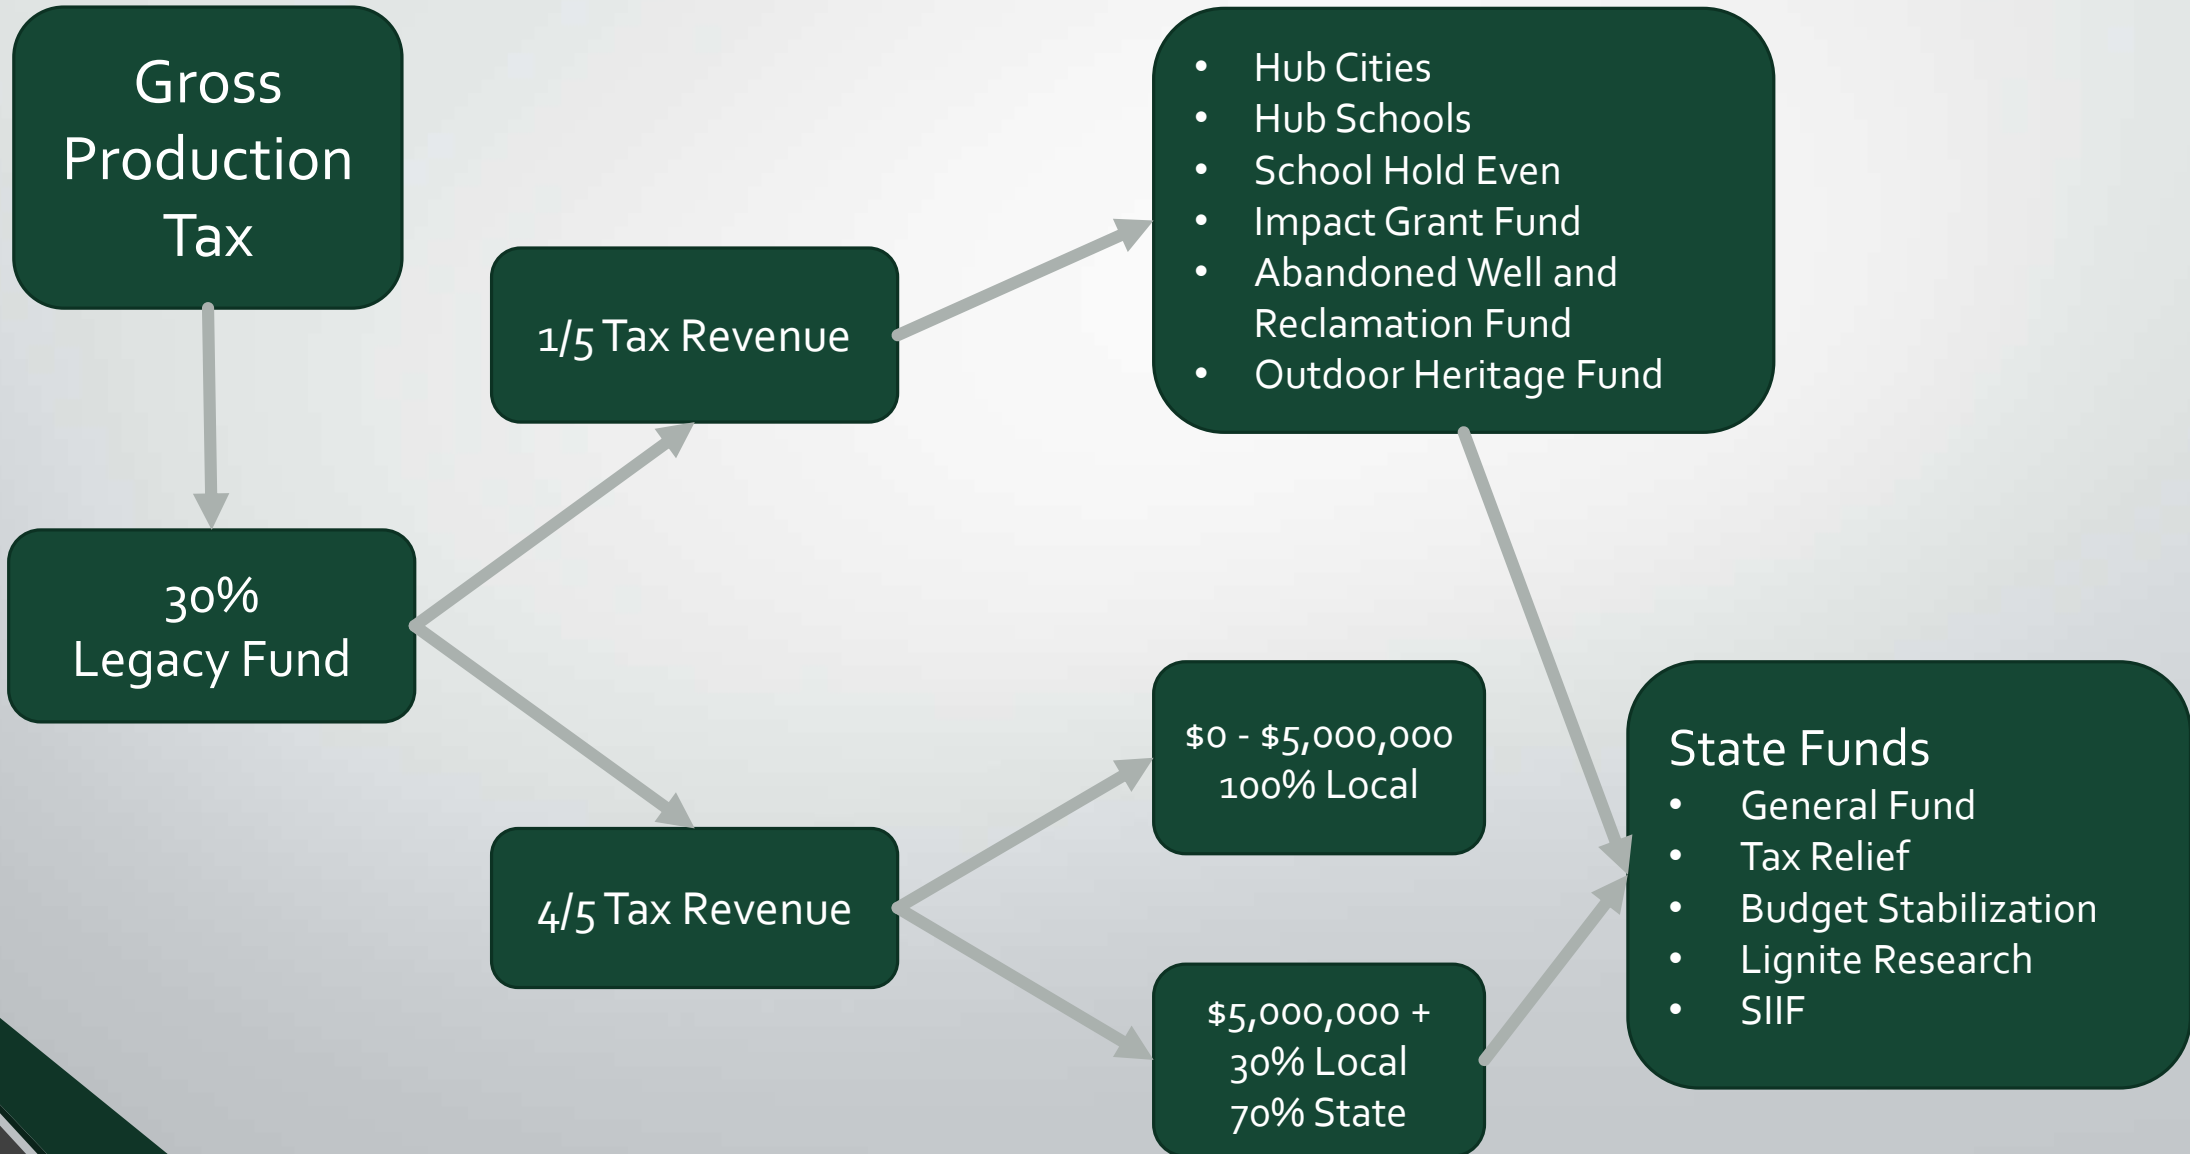 Gross
Production
Tax
30%
Legacy Fund
1/5 Tax Revenue
4/5 Tax Revenue
• Hub Cities
• Hub Schools
• School Hold Even
• Impact Grant Fund
• Abandoned Well and
Reclamation Fund
• Outdoor Heritage Fund
$0 - $5,000,000
100% Local
$5,000,000 +
30% Local
70% State
State Funds
• General Fund
• Tax Relief
• Budget Stabilization
• Lignite Research
• SIIF